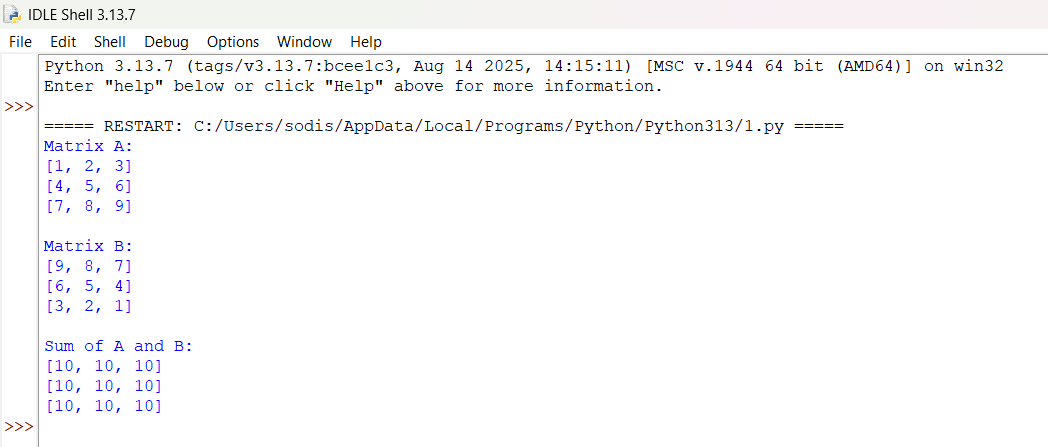 IDLE Shell 3.13.7
File Edit Shell Debug Options Window Help
Python 3.13.7 (tags/v3.13.7:bcee1c3, Aug 14 2025, 14:15:11) [MSC v.1944 64 bit (AMD64)] on win32
Enter "help" below or click "Help" above for more information.
>>>
===== RESTART: C:/Users/sodis/AppData/Local/Programs/Python/Python313/1.py =====
Matrix A:
[1, 2, 3]
[4, 5, 6]
[7, 8, 9]
Matrix B:
[9, 8, 7]
[6, 5, 4]
[3, 2, 1]
Sum of A and B:
[10, 10, 10]
[10, 10, 10]
[10, 10, 10]
>>>